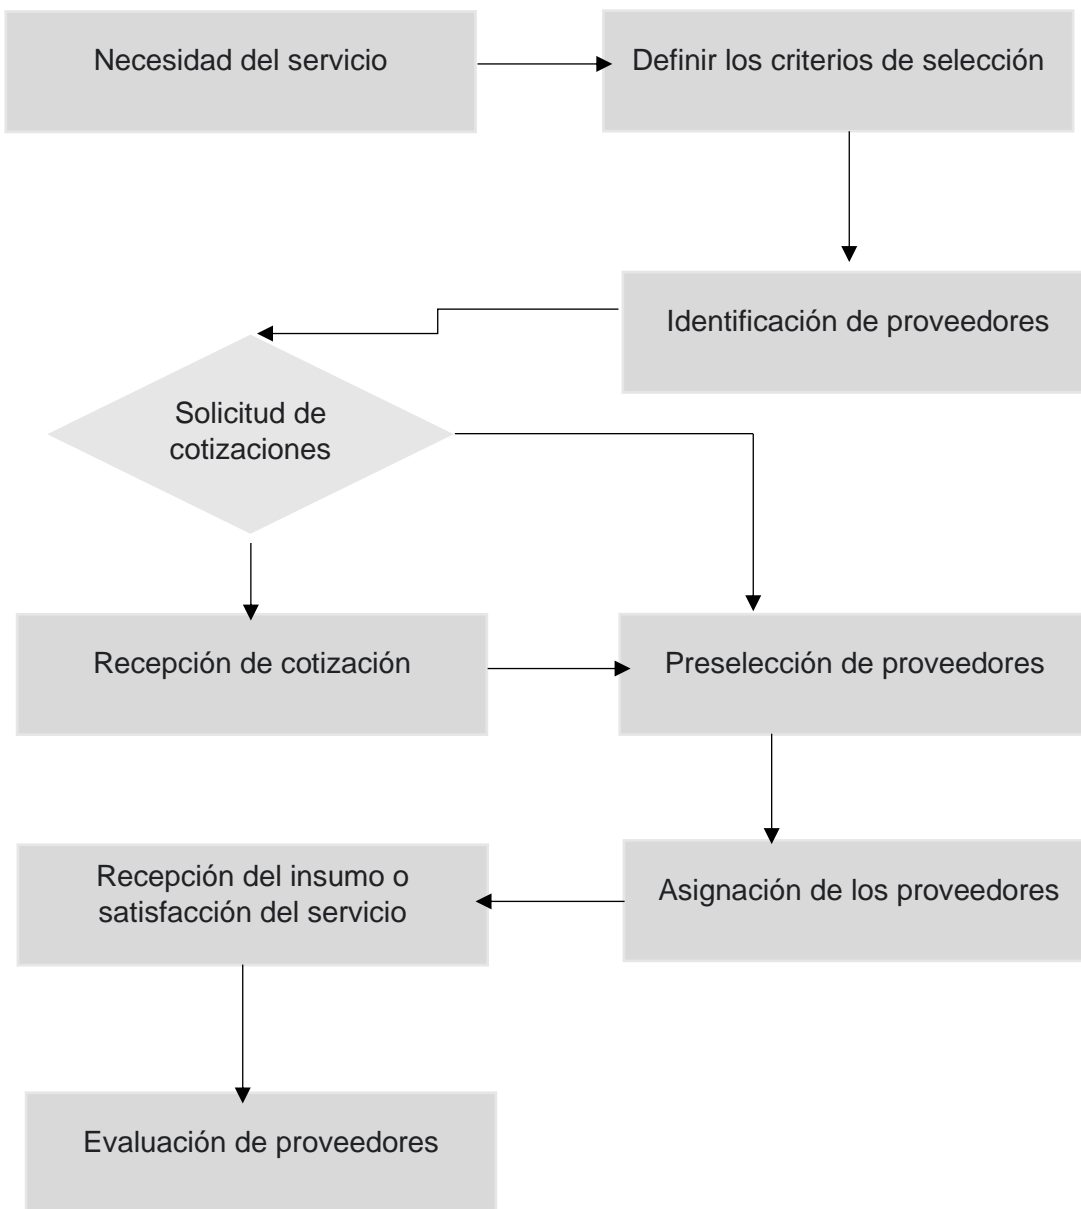 Necesidad del servicio
Definir los criterios de selección
Identificación de proveedores
Solicitud de
cotizaciones
Recepción de cotización
Preselección de proveedores
Asignación de los proveedores
Recepción del insumo o
satisfacción del servicio
Evaluación de proveedores